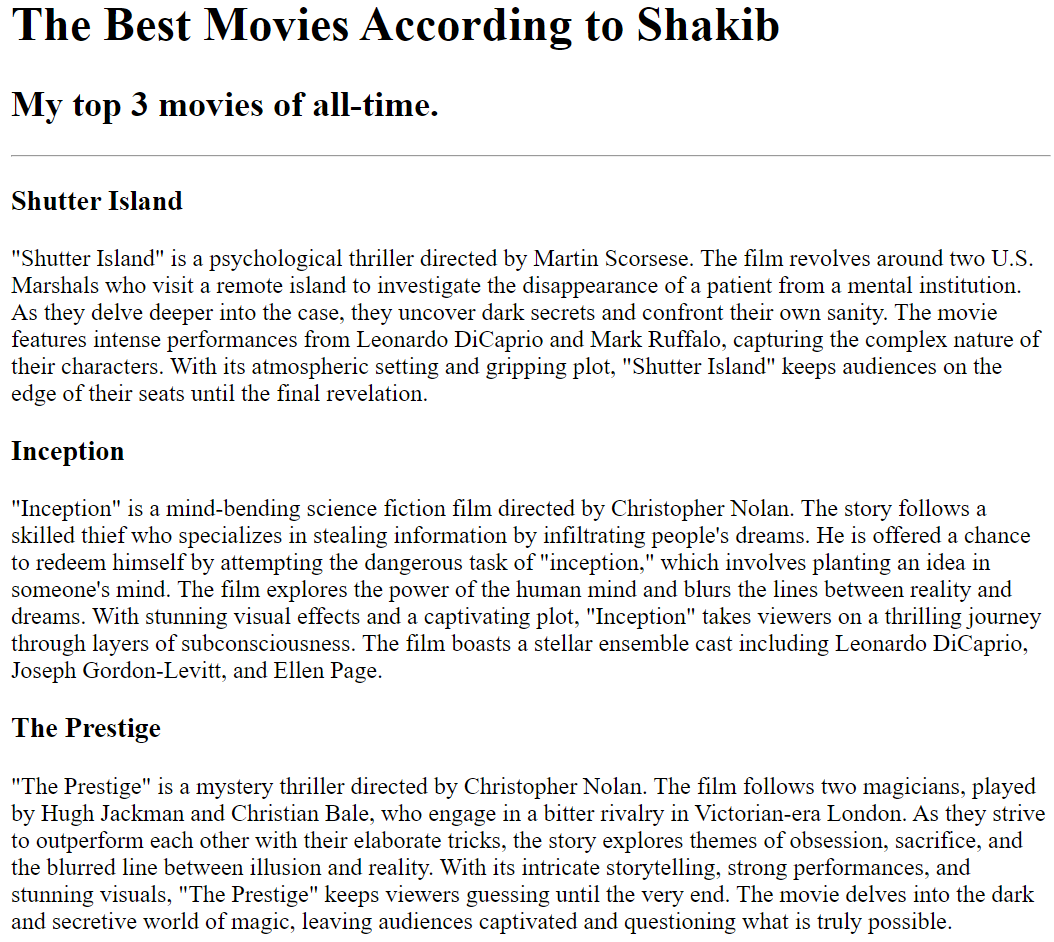 The Best Movies According to Shakib
My top 3 movies of all-time.
Shutter Island
"Shutter Island" is a psychological thriller directed by Martin Scorsese. The film revolves around two U.S.
Marshals who visit a remote island to investigate the disappearance of a patient from a mental institution.
As they delve deeper into the case, they uncover dark secrets and confront their own sanity. The movie
features intense performances from Leonardo DiCaprio and Mark Ruffalo, capturing the complex nature of
their characters. With its atmospheric setting and gripping plot, "Shutter Island" keeps audiences on the
edge of their seats until the final revelation.
Inception
"Inception" is a mind-bending science fiction film directed by Christopher Nolan. The story follows a
skilled thief who specializes in stealing information by infiltrating people's dreams. He is offered a chance
to redeem himself by attempting the dangerous task of "inception," which involves planting an idea in
someone's mind. The film explores the power of the human mind and blurs the lines between reality and
dreams. With stunning visual effects and a captivating plot, "Inception" takes viewers on a thrilling journey
through layers of subconsciousness. The film boasts a stellar ensemble cast including Leonardo DiCaprio,
Joseph Gordon-Levitt, and Ellen Page.
The Prestige
"The Prestige" is a mystery thriller directed by Christopher Nolan. The film follows two magicians, played
by Hugh Jackman and Christian Bale, who engage in a bitter rivalry in Victorian-era London. As they strive
to outperform each other with their elaborate tricks, the story explores themes of obsession, sacrifice, and
the blurred line between illusion and reality. With its intricate storytelling, strong performances, and
stunning visuals, "The Prestige" keeps viewers guessing until the very end. The movie delves into the dark
and secretive world of magic, leaving audiences captivated and questioning what is truly possible.